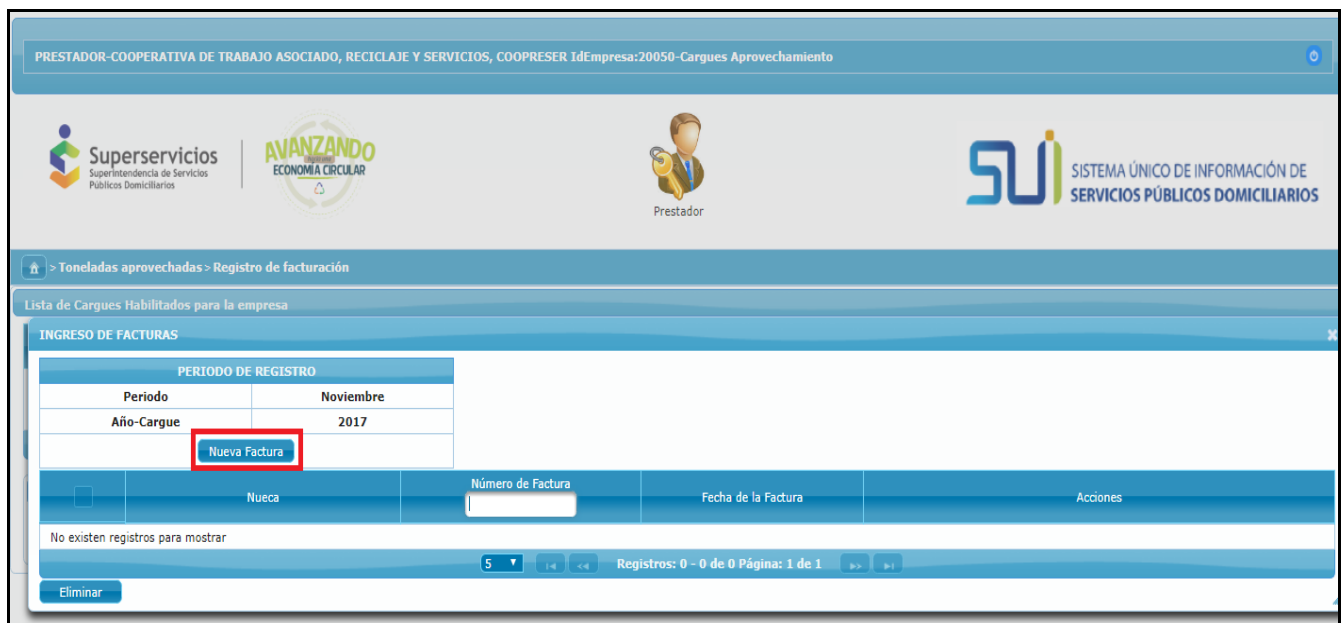 PRESTADOR-COOPERATIVA DE TRABAJO ASOCIADO, RECICLAJE Y SERVICIOS, COOPRESER IdEmpresa:20050-Cargues Aprovechamiento
Superservicios
Superintendencia de Servicios
Públicos Domiciliarios
AVANZANDO
ECONOMÍA CIRCULAR
Prestador
SUI
SISTEMA ÚNICO DE INFORMACIÓN DE
SERVICIOS PÚBLICOS DOMICILIARIOS
> Toneladas aprovechadas > Registro de facturación
Lista de Cargues Habilitados para la empresa
INGRESO DE FACTURAS
PERIODO DE REGISTRO
Periodo Noviembre
Año-Cargue 2017
Nueva Factura
Nueca Número de Factura Fecha de la Factura Acciones
No existen registros para mostrar
5 Registros: 0 - 0 de 0 Página: 1 de 1
Eliminar